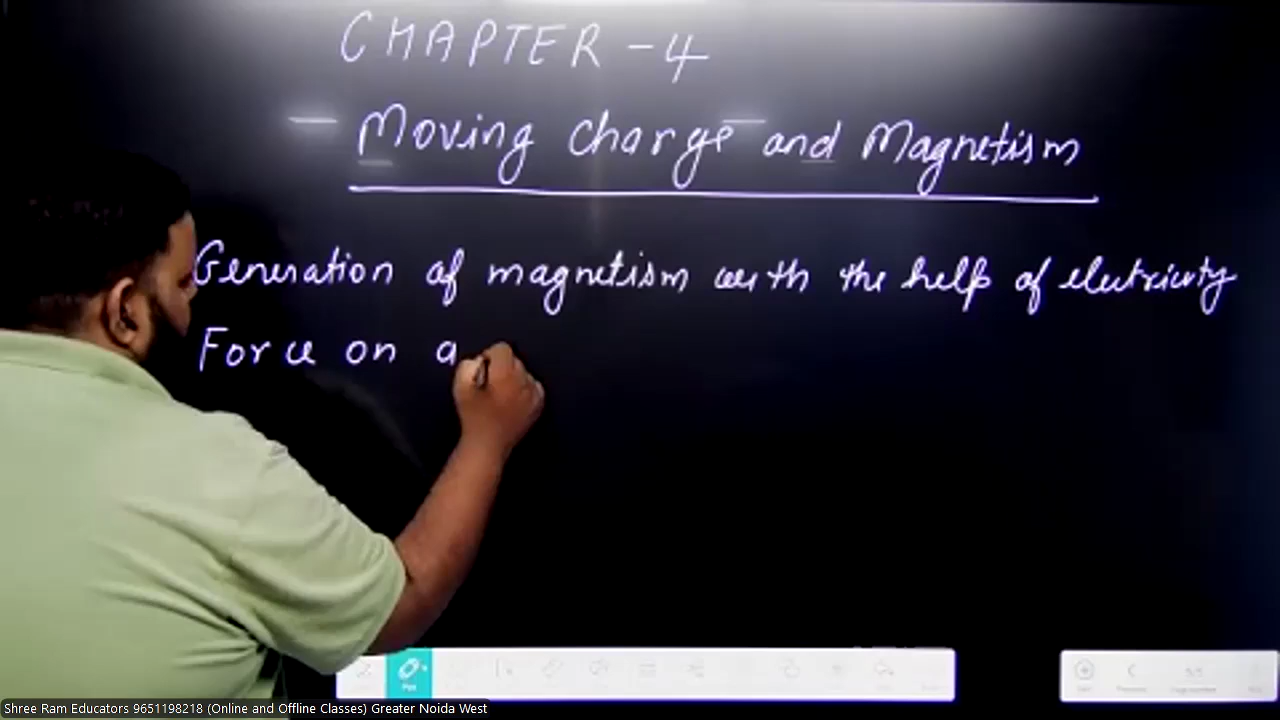 CHAPTER - 4
Moving Charge and Magnetism
Generation of magnetism with the help of electricity
Force on a
Pen
Shree Ram Educators 9651198218 (Online and Offline Classes) Greater Noida West